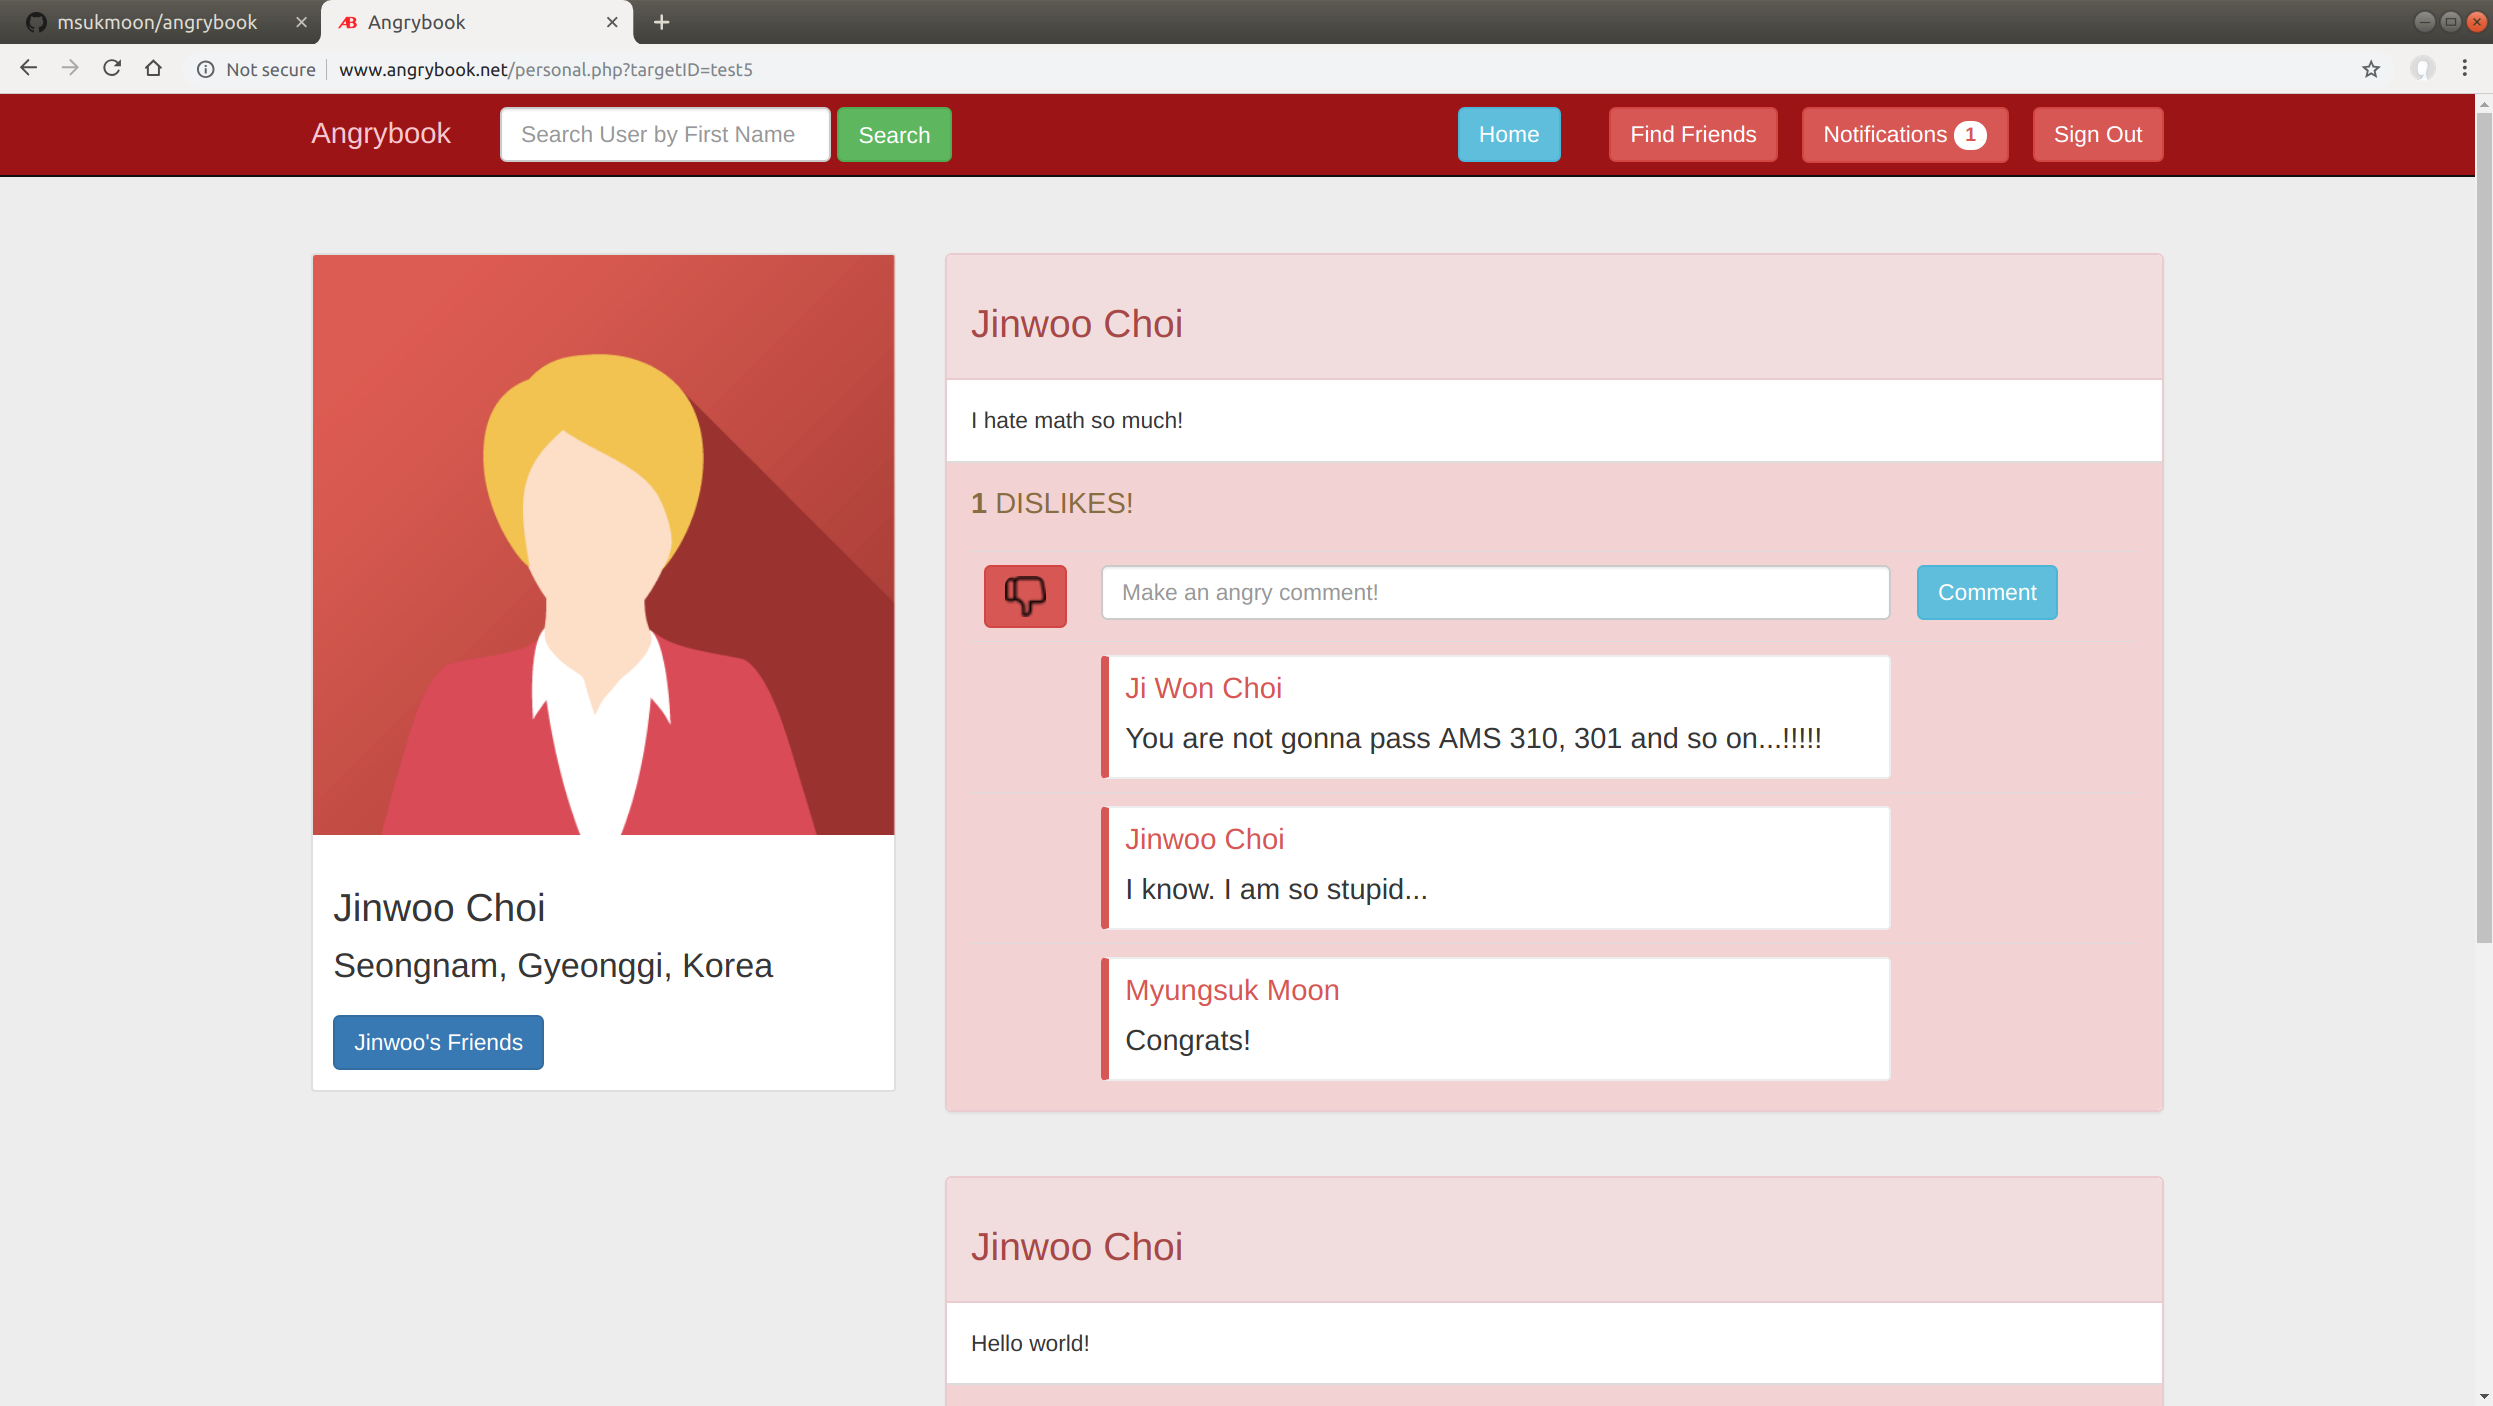 msukmoon/angrybook
AB Angrybook
Not secure www.angrybook.net/personal.php?targetID=test5
Angrybook Search User by First Name Search Home Find Friends Notifications 1 Sign Out
Jinwoo Choi
Seongnam, Gyeonggi, Korea
Jinwoo's Friends
Jinwoo Choi
I hate math so much!
1 DISLIKES!
Make an angry comment! Comment
Ji Won Choi
You are not gonna pass AMS 310, 301 and so on...!!!!!
Jinwoo Choi
I know. I am so stupid...
Myungsuk Moon
Congrats!
Jinwoo Choi
Hello world!